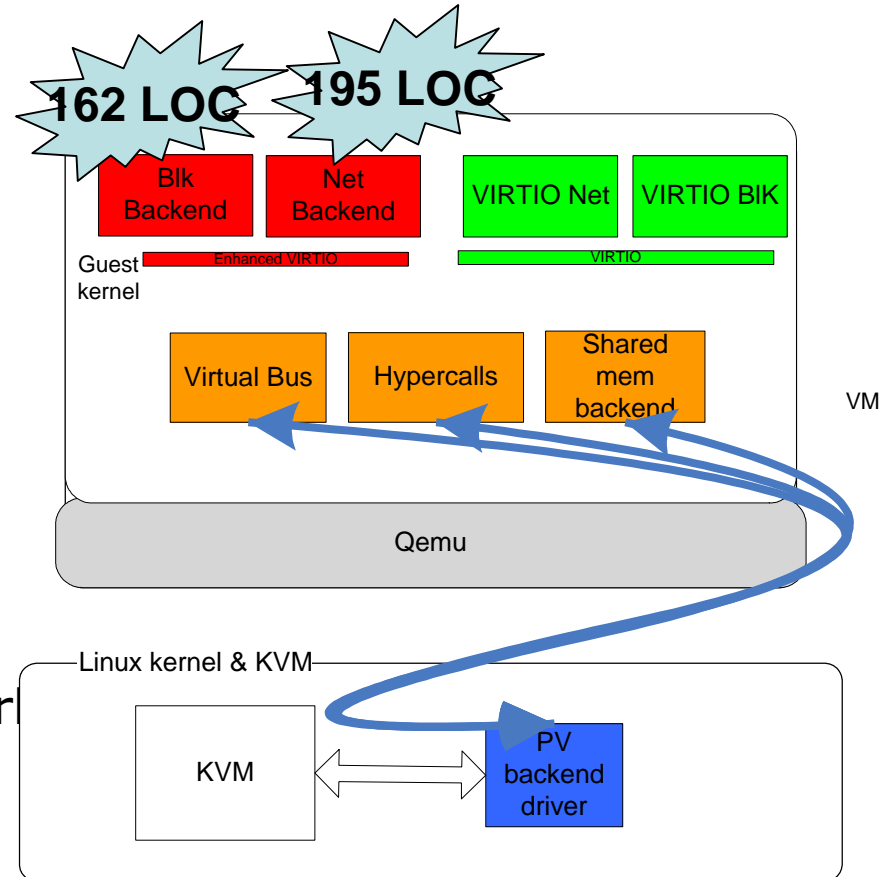 162 LOC
195 LOC
Blk
Backend
Net
Backend
VIRTIO Net
VIRTIO BlK
Guest
kernel
Enhanced VIRTIO
VIRTIO
Virtual Bus
Hypercalls
Shared
mem
backend
VM
Qemu
Linux kernel & KVM
KVM
PV
backend
driver